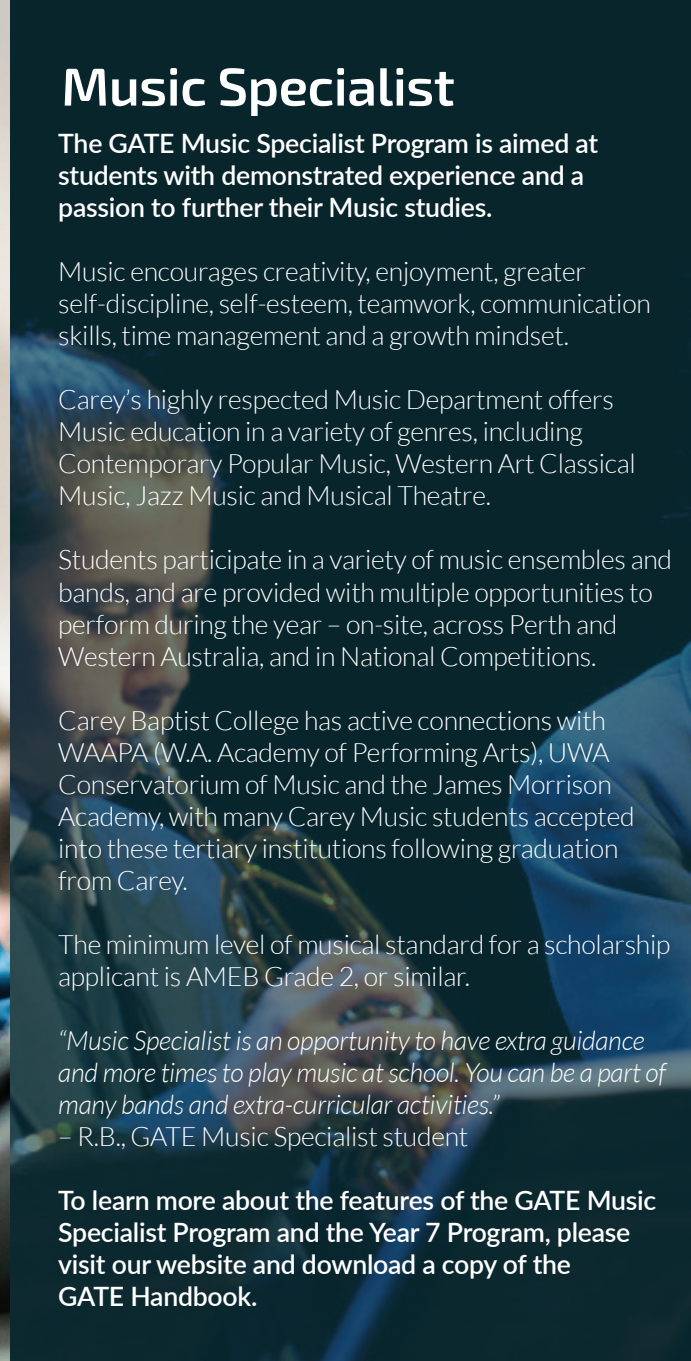 Music Specialist
The GATE Music Specialist Program is aimed at
students with demonstrated experience and a
passion to further their Music studies.
Music encourages creativity, enjoyment, greater
self-discipline, self-esteem, teamwork, communication
skills, time management and a growth mindset.
Carey’s highly respected Music Department offers
Music education in a variety of genres, including
Contemporary Popular Music, Western Art Classical
Music, Jazz Music and Musical Theatre.
Students participate in a variety of music ensembles and
bands, and are provided with multiple opportunities to
perform during the year – on-site, across Perth and
Western Australia, and in National Competitions.
Carey Baptist College has active connections with
WAAPA (W.A. Academy of Performing Arts), UWA
Conservatorium of Music and the James Morrison
Academy, with many Carey Music students accepted
into these tertiary institutions following graduation
from Carey.
The minimum level of musical standard for a scholarship
applicant is AMEB Grade 2, or similar.
“Music Specialist is an opportunity to have extra guidance
and more times to play music at school. You can be a part of
many bands and extra-curricular activities.”
– R.B., GATE Music Specialist student
To learn more about the features of the GATE Music
Specialist Program and the Year 7 Program, please
visit our website and download a copy of the
GATE Handbook.